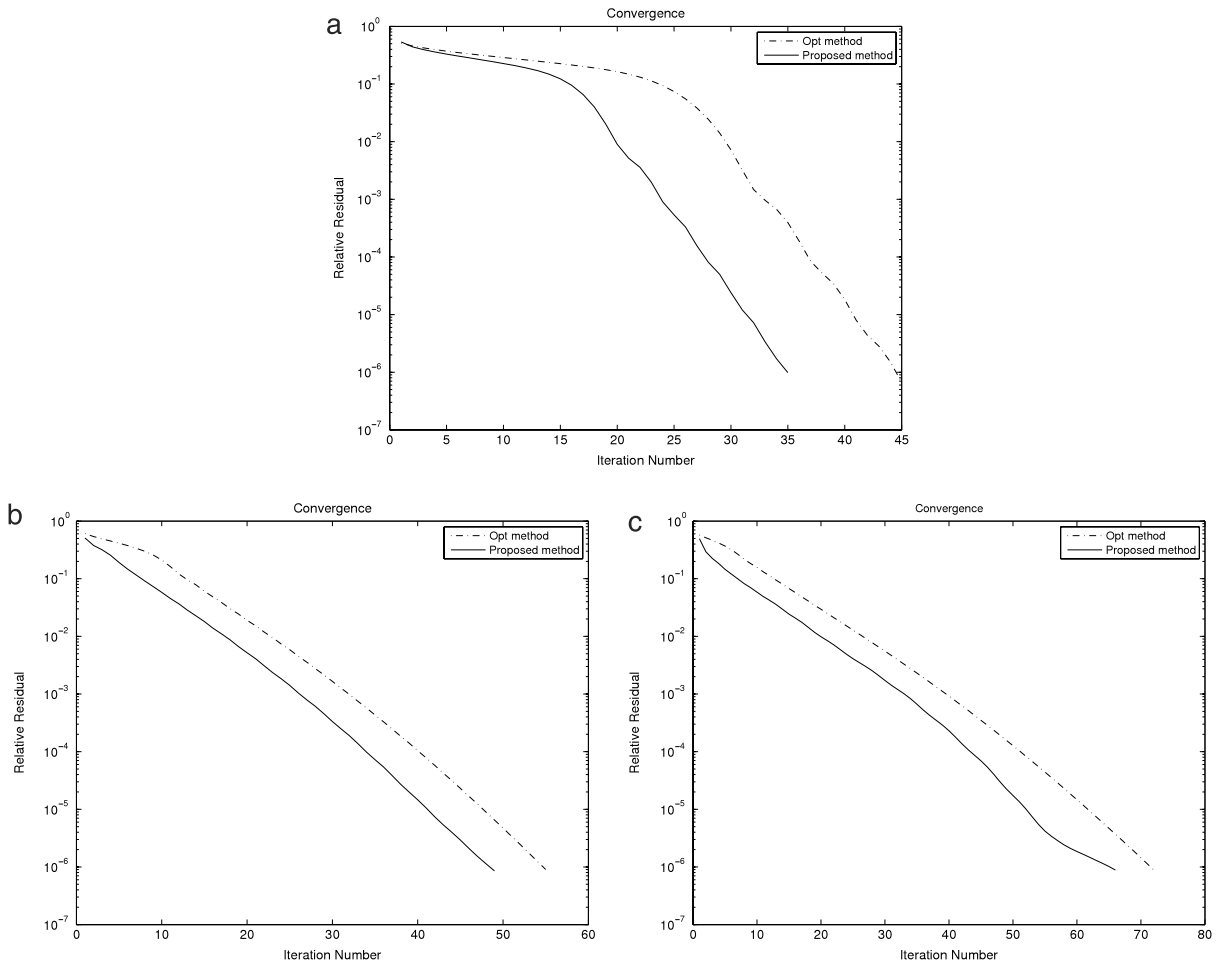 a
Convergence
Opt method
Proposed method
Relative Residual
10^0
10^-1
10^-2
10^-3
10^-4
10^-5
10^-6
10^-7
0 5 10 15 20 25 30 35 40 45
Iteration Number
b
Convergence
Opt method
Proposed method
Relative Residual
10^0
10^-1
10^-2
10^-3
10^-4
10^-5
10^-6
10^-7
0 10 20 30 40 50 60
Iteration Number
c
Convergence
Opt method
Proposed method
Relative Residual
10^0
10^-1
10^-2
10^-3
10^-4
10^-5
10^-6
10^-7
0 10 20 30 40 50 60 70 80
Iteration Number